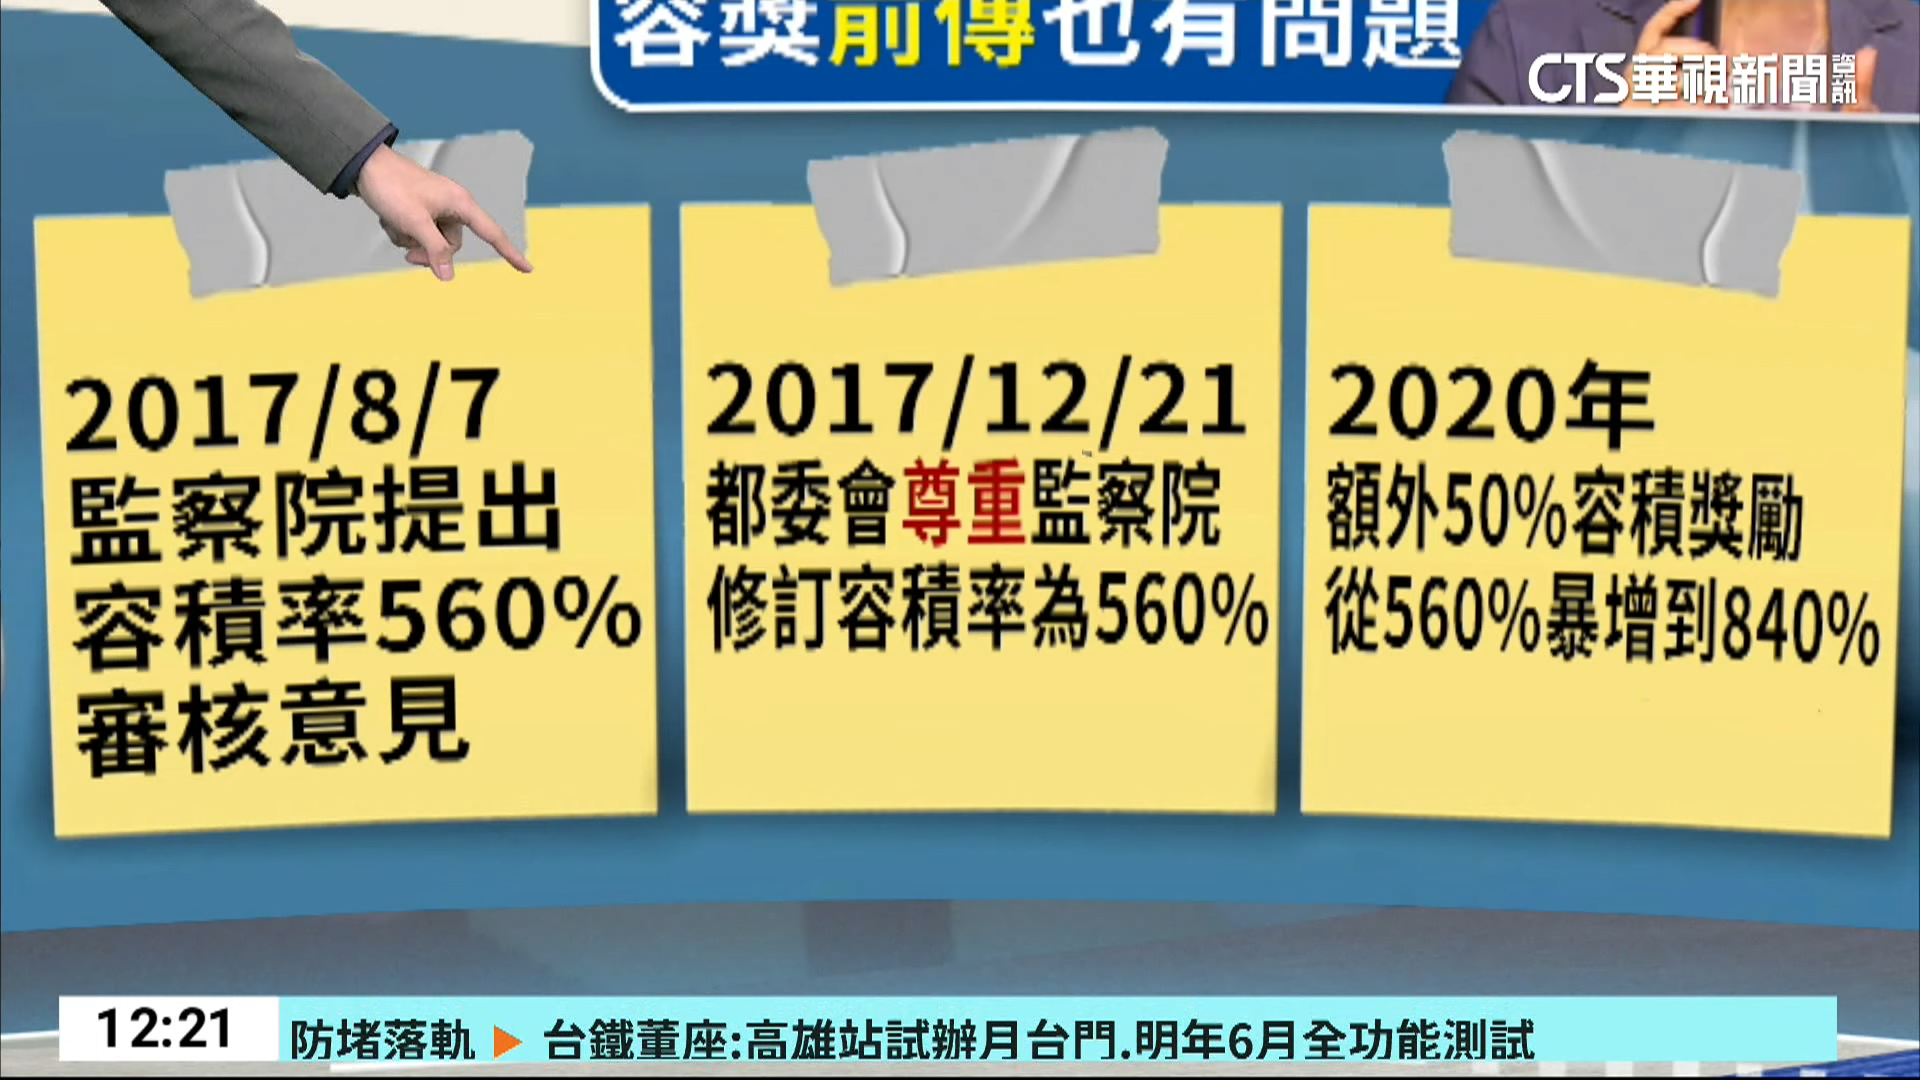 容獎前傳也有問題
CTS華視新聞資訊
2017/8/7
監察院提出
容積率560%
審核意見
2017/12/21
都委會尊重監察院
修訂容積率為560%
2020年
額外50%容積獎勵
從560%暴增到840%
12:21
防堵落軌 ▶ 台鐵董座:高雄站試辦月台門.明年6月全功能測試